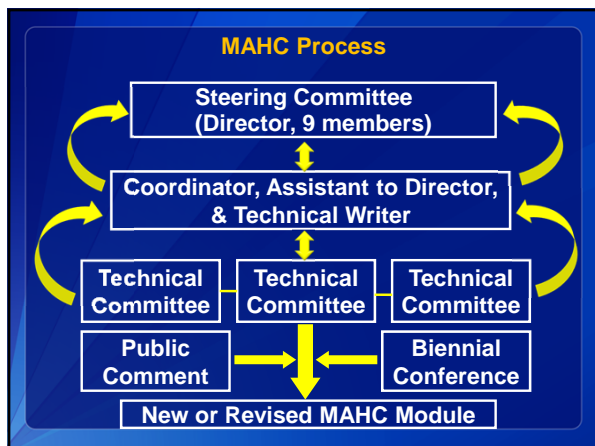 MAHC Process
Steering Committee
(Director, 9 members)
Coordinator, Assistant to Director,
& Technical Writer
Technical
Committee
Technical
Committee
Technical
Committee
Public
Comment
Biennial
Conference
New or Revised MAHC Module